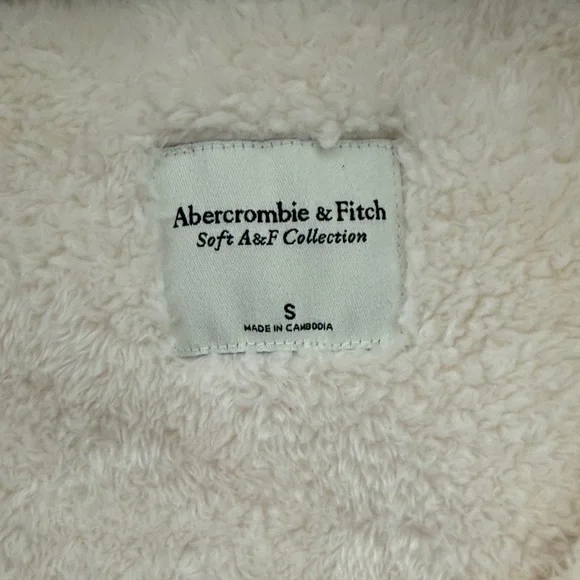 Abercrombie & Fitch
Soft A&F Collection
S
MADE IN CAMBODIA